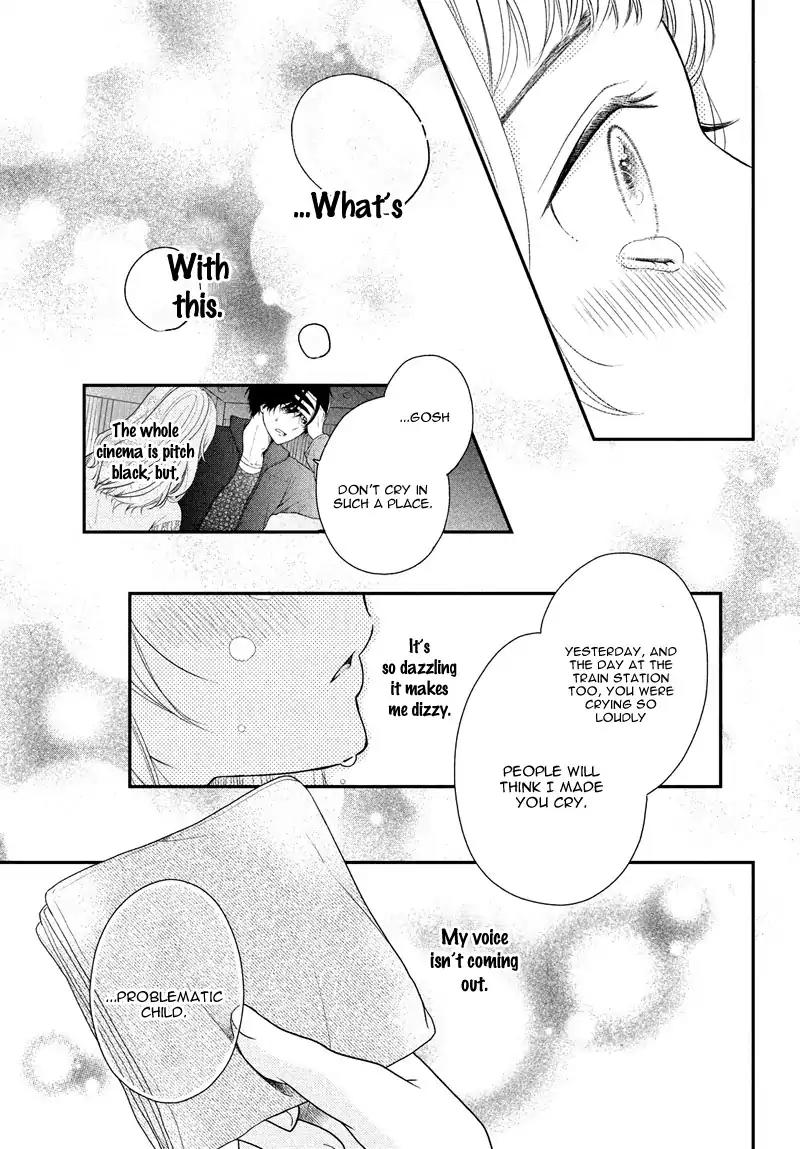 ...What's
With
this.
...GOSH
DON'T CRY IN
SUCH A PLACE.
The whole
cinema is pitch
black, but,
YESTERDAY, AND
THE DAY AT THE
TRAIN STATION
TOO, YOU WERE
CRYING SO
LOUDLY
PEOPLE WILL
THINK I MADE
YOU CRY.
It's
so dazzling
it makes
me dizzy.
My voice
isn't coming
out.
...PROBLEMATIC
CHILD.